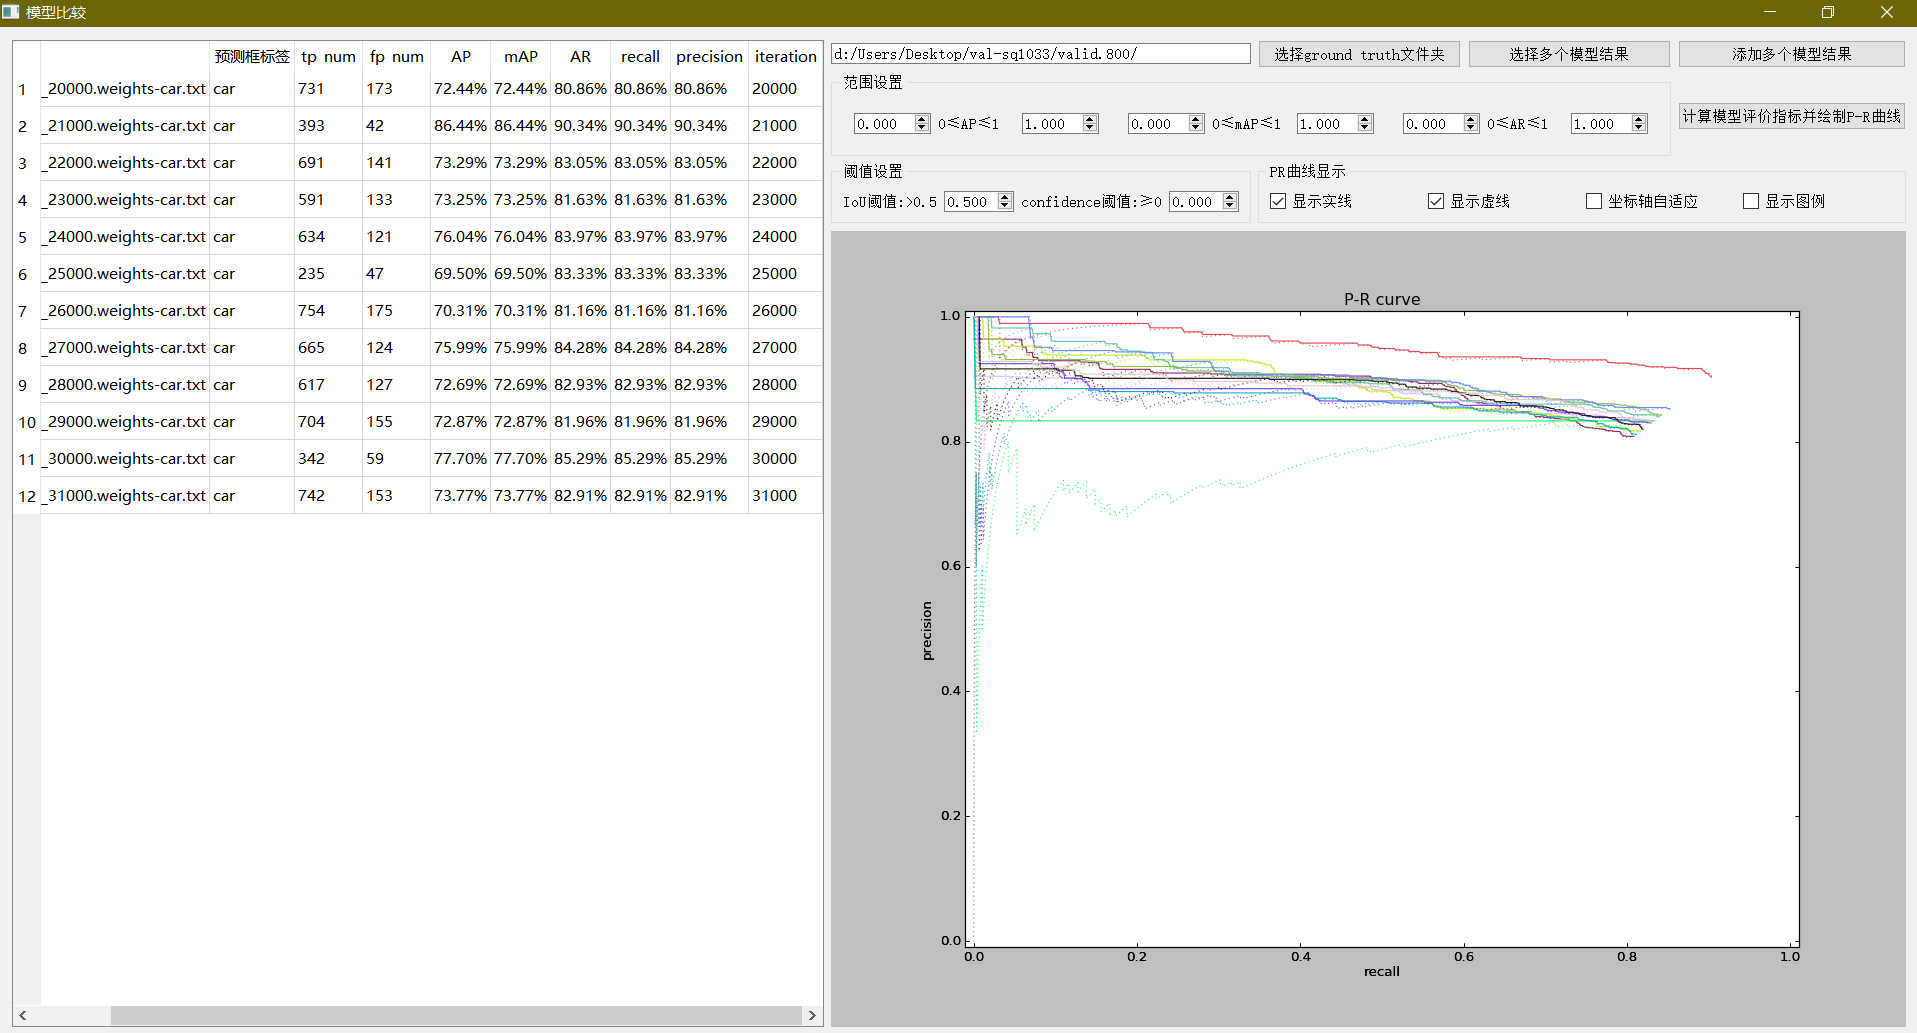 模型比较
预测框标签 tp_num fp_num AP mAP AR recall precision iteration
1 _20000.weights-car.txt car 731 173 72.44% 72.44% 80.86% 80.86% 80.86% 20000
2 _21000.weights-car.txt car 393 42 86.44% 86.44% 90.34% 90.34% 90.34% 21000
3 _22000.weights-car.txt car 691 141 73.29% 73.29% 83.05% 83.05% 83.05% 22000
4 _23000.weights-car.txt car 591 133 73.25% 73.25% 81.63% 81.63% 81.63% 23000
5 _24000.weights-car.txt car 634 121 76.04% 76.04% 83.97% 83.97% 83.97% 24000
6 _25000.weights-car.txt car 235 47 69.50% 69.50% 83.33% 83.33% 83.33% 25000
7 _26000.weights-car.txt car 754 175 70.31% 70.31% 81.16% 81.16% 81.16% 26000
8 _27000.weights-car.txt car 665 124 75.99% 75.99% 84.28% 84.28% 84.28% 27000
9 _28000.weights-car.txt car 617 127 72.69% 72.69% 82.93% 82.93% 82.93% 28000
10 _29000.weights-car.txt car 704 155 72.87% 72.87% 81.96% 81.96% 81.96% 29000
11 _30000.weights-car.txt car 342 59 77.70% 77.70% 85.29% 85.29% 85.29% 30000
12 _31000.weights-car.txt car 742 153 73.77% 73.77% 82.91% 82.91% 82.91% 31000
d:/Users/Desktop/val-sq1033/valid.800/ 选择ground truth文件夹 选择多个模型结果 添加多个模型结果
范围设置
0.000 0≤AP≤1 1.000 0.000 0≤mAP≤1 1.000 0.000 0≤AR≤1 1.000
计算模型评价指标并绘制P-R曲线
阈值设置
IoU阈值:>0.5 0.500 confidence阈值:≥0 0.000
PR曲线显示
显示实线 显示虚线 坐标轴自适应 显示图例
P-R curve
1.0
0.8
0.6
0.4
0.2
0.0
precision
0.0 0.2 0.4 0.6 0.8 1.0
recall